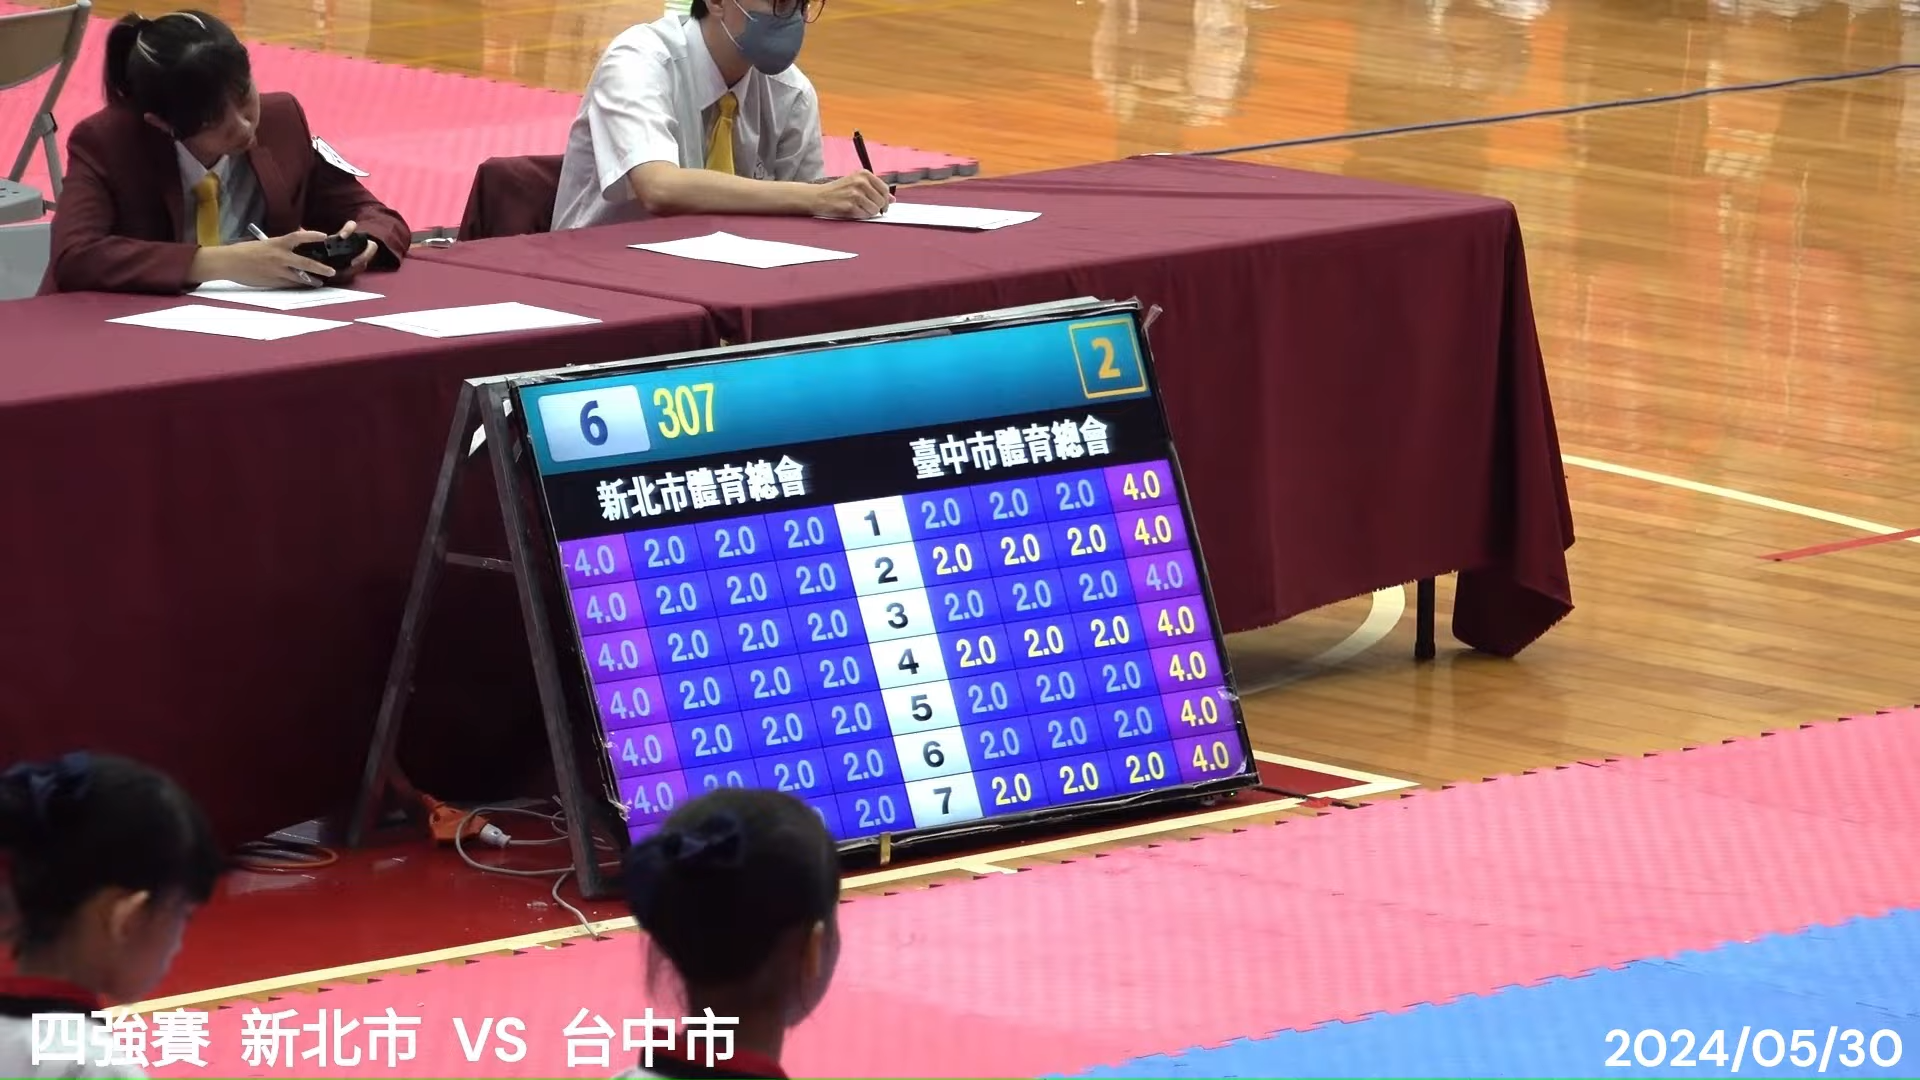 6 307 2
新北市體育總會 臺中市體育總會
4.0 2.0 2.0 2.0 1 2.0 2.0 2.0 4.0
4.0 2.0 2.0 2.0 2 2.0 2.0 2.0 4.0
4.0 2.0 2.0 2.0 3 2.0 2.0 2.0 4.0
4.0 2.0 2.0 2.0 4 2.0 2.0 2.0 4.0
4.0 2.0 2.0 2.0 5 2.0 2.0 2.0 4.0
4.0 2.0 2.0 2.0 6 2.0 2.0 2.0 4.0
2.0 7 2.0 2.0 2.0 4.0
四強賽 新北市 VS 台中市
2024/05/30